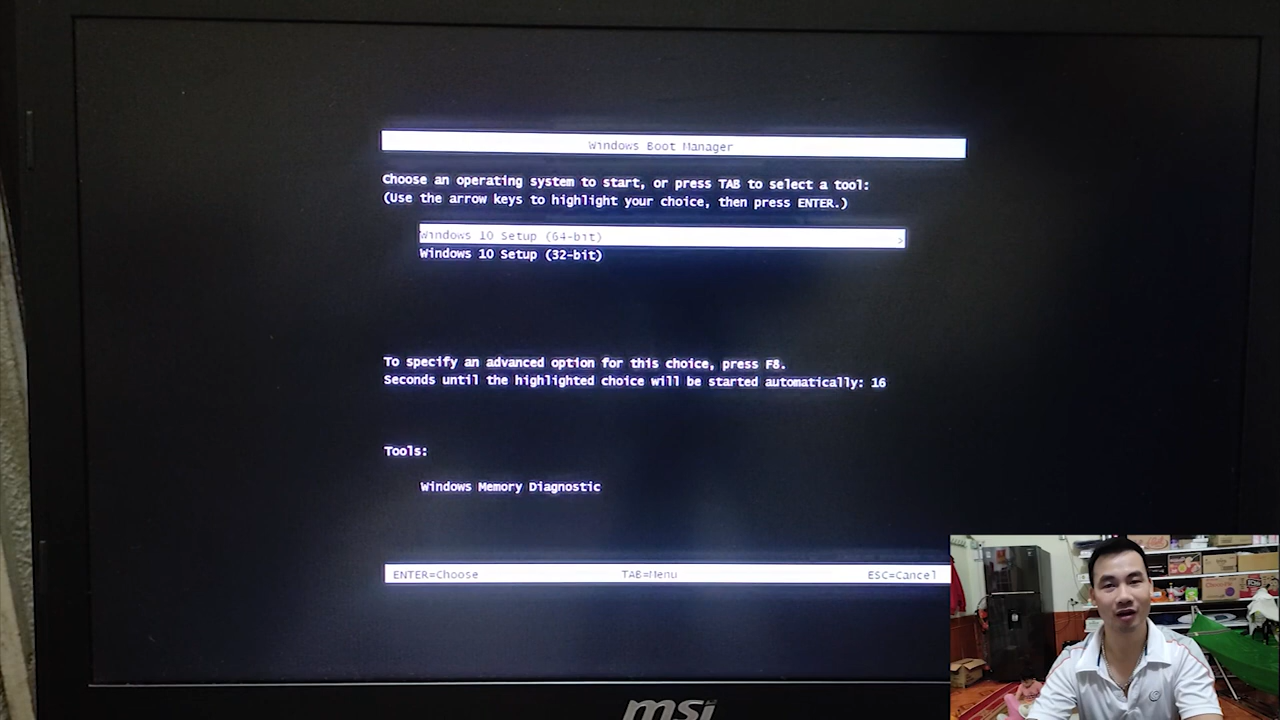 Windows Boot Manager
Choose an operating system to start, or press TAB to select a tool:
(Use the arrow keys to highlight your choice, then press ENTER.)
Windows 10 Setup (64-bit) >
Windows 10 Setup (32-bit)
To specify an advanced option for this choice, press F8.
Seconds until the highlighted choice will be started automatically: 16
Tools:
Windows Memory Diagnostic
ENTER=Choose TAB=Menu ESC=Cancel
msi